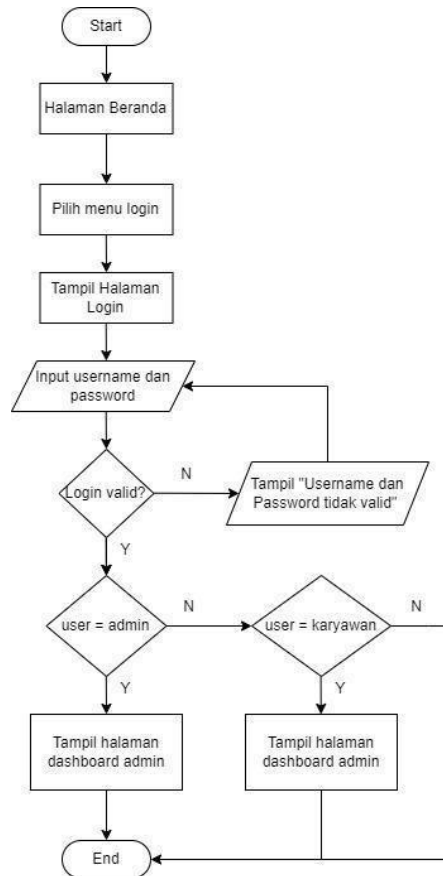 Start
Halaman Beranda
Pilih menu login
Tampil Halaman
Login
Input username dan
password
Login valid?
N
Tampil "Username dan
Password tidak valid"
Y
user = admin
N
user = karyawan
N
Y
Y
Tampil halaman
dashboard admin
Tampil halaman
dashboard admin
End